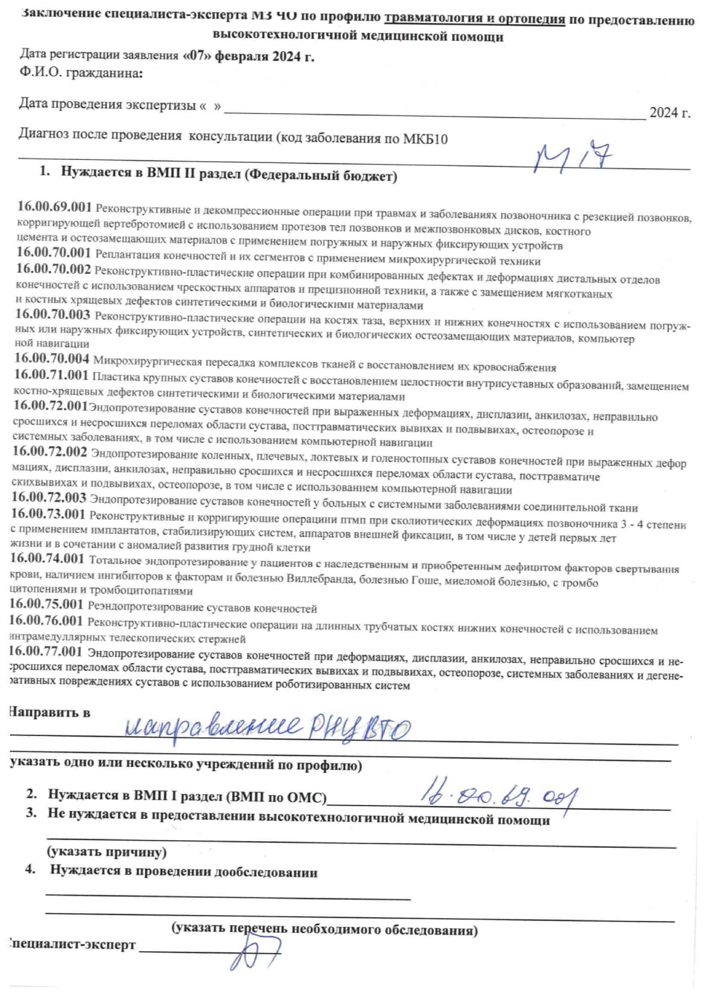 Заключение специалиста-эксперта МЗ ЧО по профилю травматология и ортопедия по предоставлению
высокотехнологичной медицинской помощи
Дата регистрации заявления «07» февраля 2024 г.
Ф.И.О. гражданина:
Дата проведения экспертизы « » 2024 г.
Диагноз после проведения консультации (код заболевания по МКБ10
М 17
1. Нуждается в ВМП II раздел (Федеральный бюджет)
16.00.69.001 Реконструктивные и декомпрессионные операции при травмах и заболеваниях позвоночника с резекцией позвонков,
корригирующей вертебротомией с использованием протезов тел позвонков и межпозвонковых дисков, костного
цемента и остеозамещающих материалов с применением погружных и наружных фиксирующих устройств
16.00.70.001 Реплантация конечностей и их сегментов с применением микрохирургической техники
16.00.70.002 Реконструктивно-пластические операции при комбинированных дефектах и деформациях дистальных отделов
конечностей с использованием чрескостных аппаратов и прецизионной техники, а также с замещением мягкотканых
и костных хрящевых дефектов синтетическими и биологическими материалами
16.00.70.003 Реконструктивно-пластические операции на костях таза, верхних и нижних конечностях с использованием погруж-
ных или наружных фиксирующих устройств, синтетических и биологических остеозамещающих материалов, компьютер
ной навигации
16.00.70.004 Микрохирургическая пересадка комплексов тканей с восстановлением их кровоснабжения
16.00.71.001 Пластика крупных суставов конечностей с восстановлением целостности внутрисуставных образований, замещением
костно-хрящевых дефектов синтетическими и биологическими материалами
16.00.72.001Эндопротезирование суставов конечностей при выраженных деформациях, дисплазии, анкилозах, неправильно
сросшихся и несросшихся переломах области сустава, посттравматических вывихах и подвывихах, остеопорозе и
системных заболеваниях, в том числе с использованием компьютерной навигации
16.00.72.002 Эндопротезирование коленных, плечевых, локтевых и голеностопных суставов конечностей при выраженных дефор
мациях, дисплазии, анкилозах, неправильно сросшихся и несросшихся переломах области сустава, посттравматиче
скихвывихах и подвывихах, остеопорозе, в том числе с использованием компьютерной навигации
16.00.72.003 Эндопротезирование суставов конечностей у больных с системными заболеваниями соединительной ткани
16.00.73.001 Реконструктивные и корригирующие операциии птмп при сколиотических деформациях позвоночника 3 - 4 степени
с применением имплантатов, стабилизирующих систем, аппаратов внешней фиксации, в том числе у детей первых лет
жизни и в сочетании с аномалией развития грудной клетки
16.00.74.001 Тотальное эндопротезирование у пациентов с наследственным и приобретенным дефицитом факторов свертывания
крови, наличием ингибиторов к факторам и болезнью Виллебранда, болезнью Гоше, миеломой болезнью, с тромбо
цитопениями и тромбоцитопатиями
16.00.75.001 Реэндопротезирование суставов конечностей
16.00.76.001 Реконструктивно-пластические операции на длинных трубчатых костях нижних конечностей с использованием
интрамедуллярных телескопических стержней
16.00.77.001 Эндопротезирование суставов конечностей при деформациях, дисплазии, анкилозах, неправильно сросшихся и не-
сросшихся переломах области сустава, посттравматических вывихах и подвывихах, остеопорозе, системных заболеваниях и дегене-
ративных повреждениях суставов с использованием роботизированных систем
Направить в
направление РНЦ ВТО
указать одно или несколько учреждений по профилю)
2. Нуждается в ВМП I раздел (ВМП по ОМС) 16.00.69.001
3. Не нуждается в предоставлении высокотехнологичной медицинской помощи
(указать причину)
4. Нуждается в проведении дообследовании
(указать перечень необходимого обследования)
Специалист-эксперт